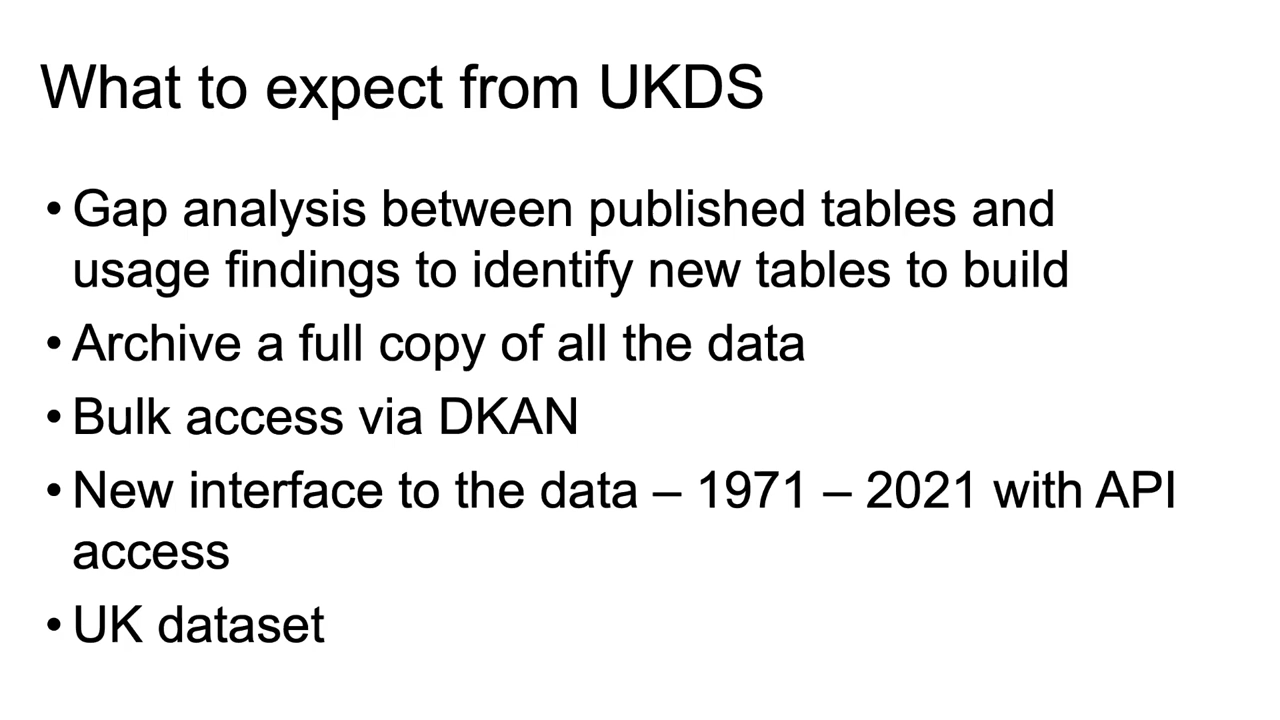 What to expect from UKDS
• Gap analysis between published tables and
usage findings to identify new tables to build
• Archive a full copy of all the data
• Bulk access via DKAN
• New interface to the data – 1971 – 2021 with API
access
• UK dataset